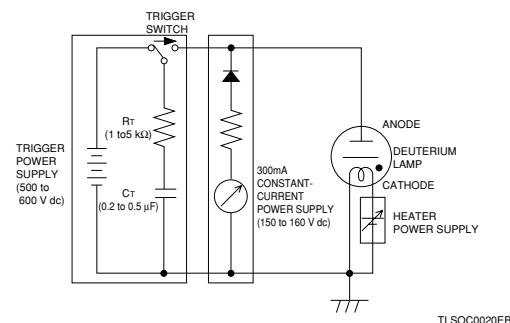 TRIGGER
SWITCH
RT
(1 to5 kΩ)
TRIGGER
POWER
SUPPLY
(500 to
600 V dc)
CT
(0.2 to 0.5 µF)
300mA
CONSTANT-
CURRENT
POWER SUPPLY
(150 to 160 V dc)
ANODE
DEUTERIUM
LAMP
CATHODE
HEATER
POWER SUPPLY
TLSOC0020EB